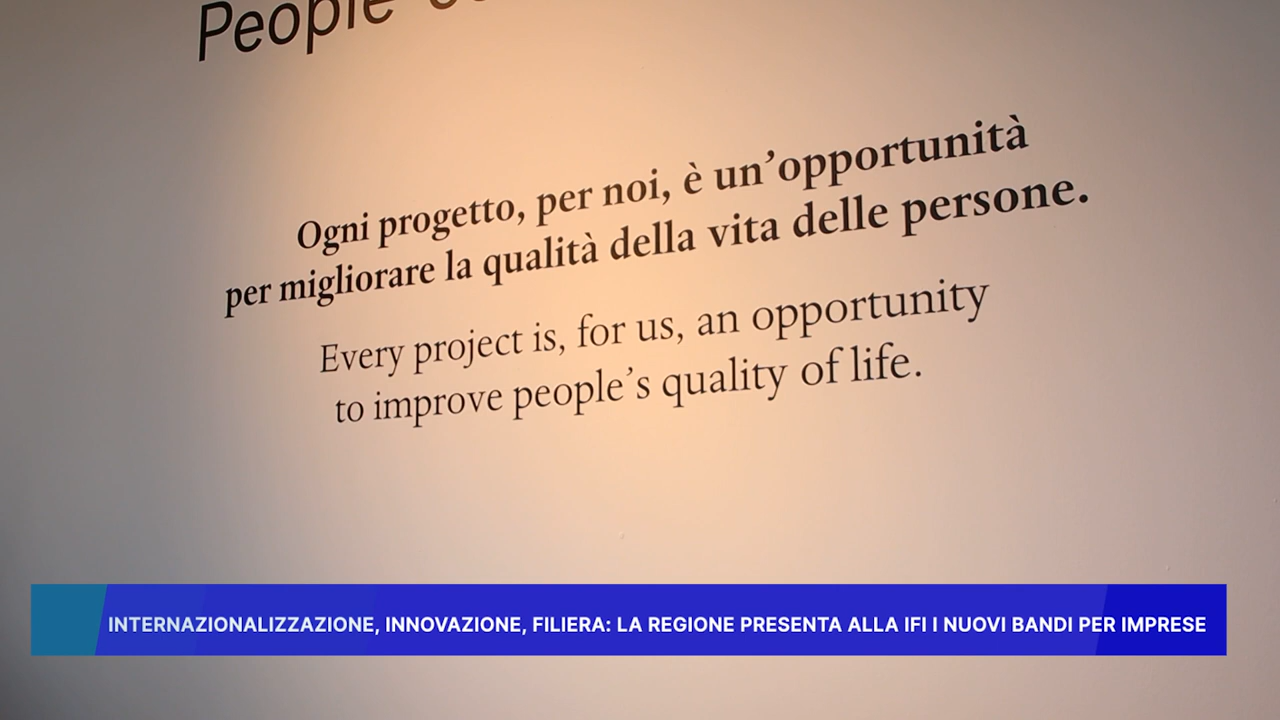 People
Ogni progetto, per noi, è un’opportunità
per migliorare la qualità della vita delle persone.
Every project is, for us, an opportunity
to improve people’s quality of life.
INTERNAZIONALIZZAZIONE, INNOVAZIONE, FILIERA: LA REGIONE PRESENTA ALLA IFI I NUOVI BANDI PER IMPRESE